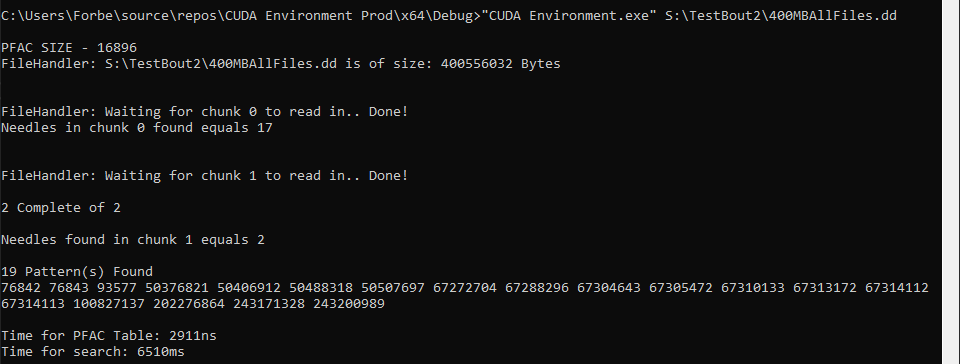 C:\Users\Forbe\source\repos\CUDA Environment Prod\x64\Debug>"CUDA Environment.exe" S:\TestBout2\400MBAllFiles.dd
PFAC SIZE - 16896
FileHandler: S:\TestBout2\400MBAllFiles.dd is of size: 400556032 Bytes
FileHandler: Waiting for chunk 0 to read in.. Done!
Needles in chunk 0 found equals 17
FileHandler: Waiting for chunk 1 to read in.. Done!
2 Complete of 2
Needles found in chunk 1 equals 2
19 Pattern(s) Found
76842 76843 93577 50376821 50406912 50488318 50507697 67272704 67288296 67304643 67305472 67310133 67313172 67314112
67314113 100827137 202276864 243171328 243200989
Time for PFAC Table: 2911ns
Time for search: 6510ms